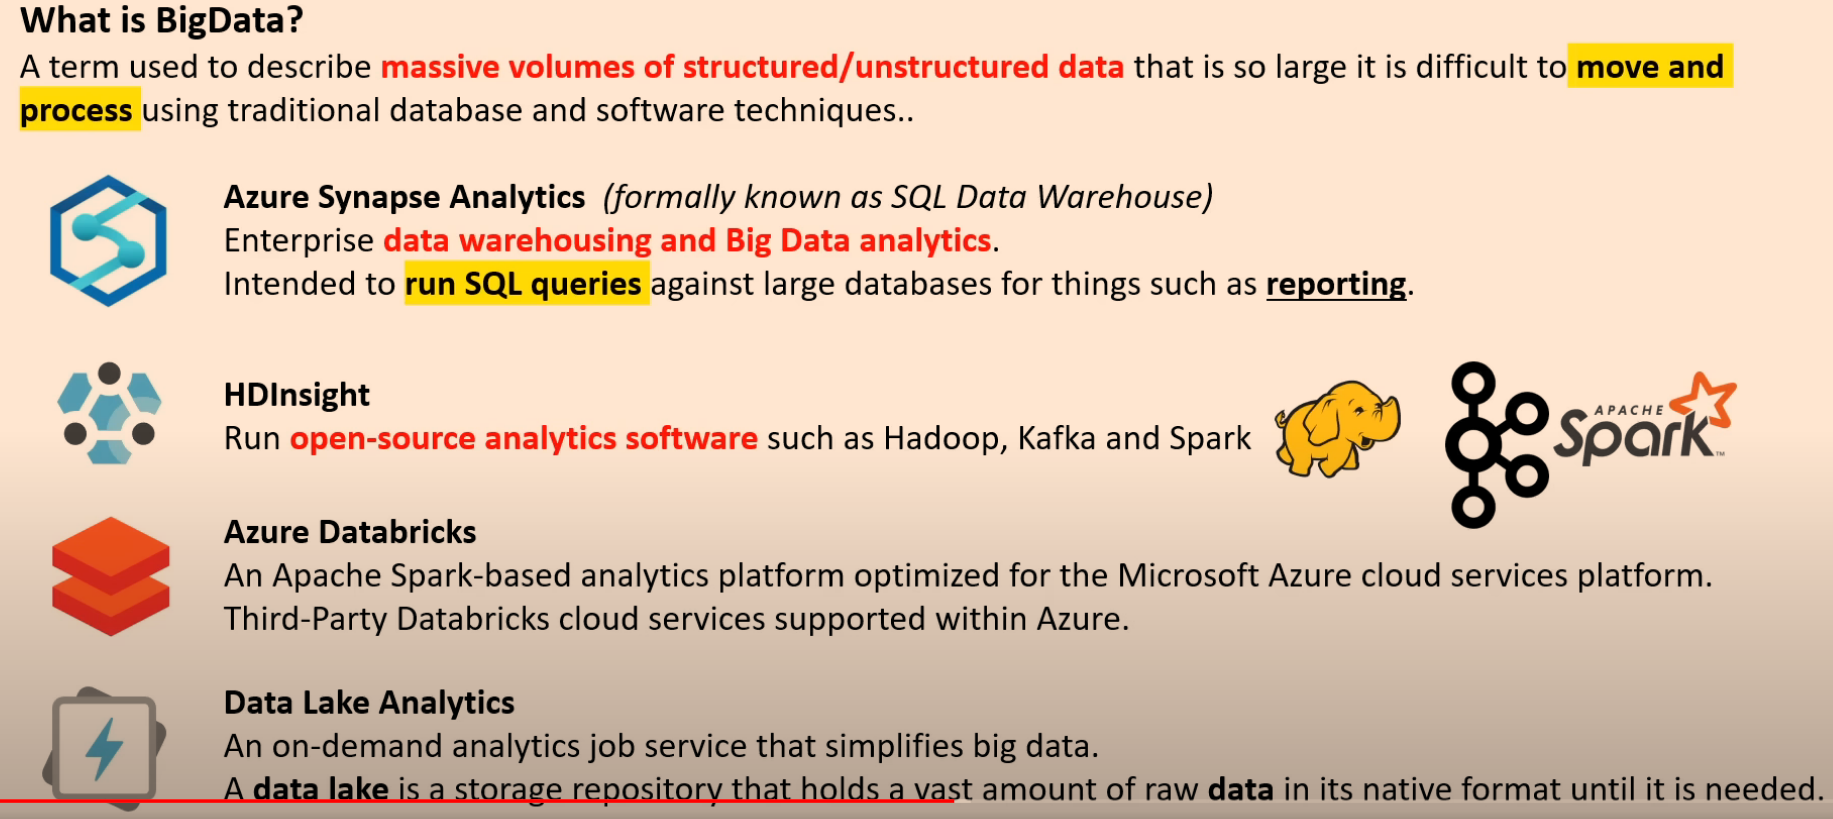 What is BigData?
A term used to describe massive volumes of structured/unstructured data that is so large it is difficult to move and
process using traditional database and software techniques..
Azure Synapse Analytics (formally known as SQL Data Warehouse)
Enterprise data warehousing and Big Data analytics.
Intended to run SQL queries against large databases for things such as reporting.
HDInsight
Run open-source analytics software such as Hadoop, Kafka and Spark
APACHE
Spark™
Azure Databricks
An Apache Spark-based analytics platform optimized for the Microsoft Azure cloud services platform.
Third-Party Databricks cloud services supported within Azure.
Data Lake Analytics
An on-demand analytics job service that simplifies big data.
A data lake is a storage repository that holds a vast amount of raw data in its native format until it is needed.